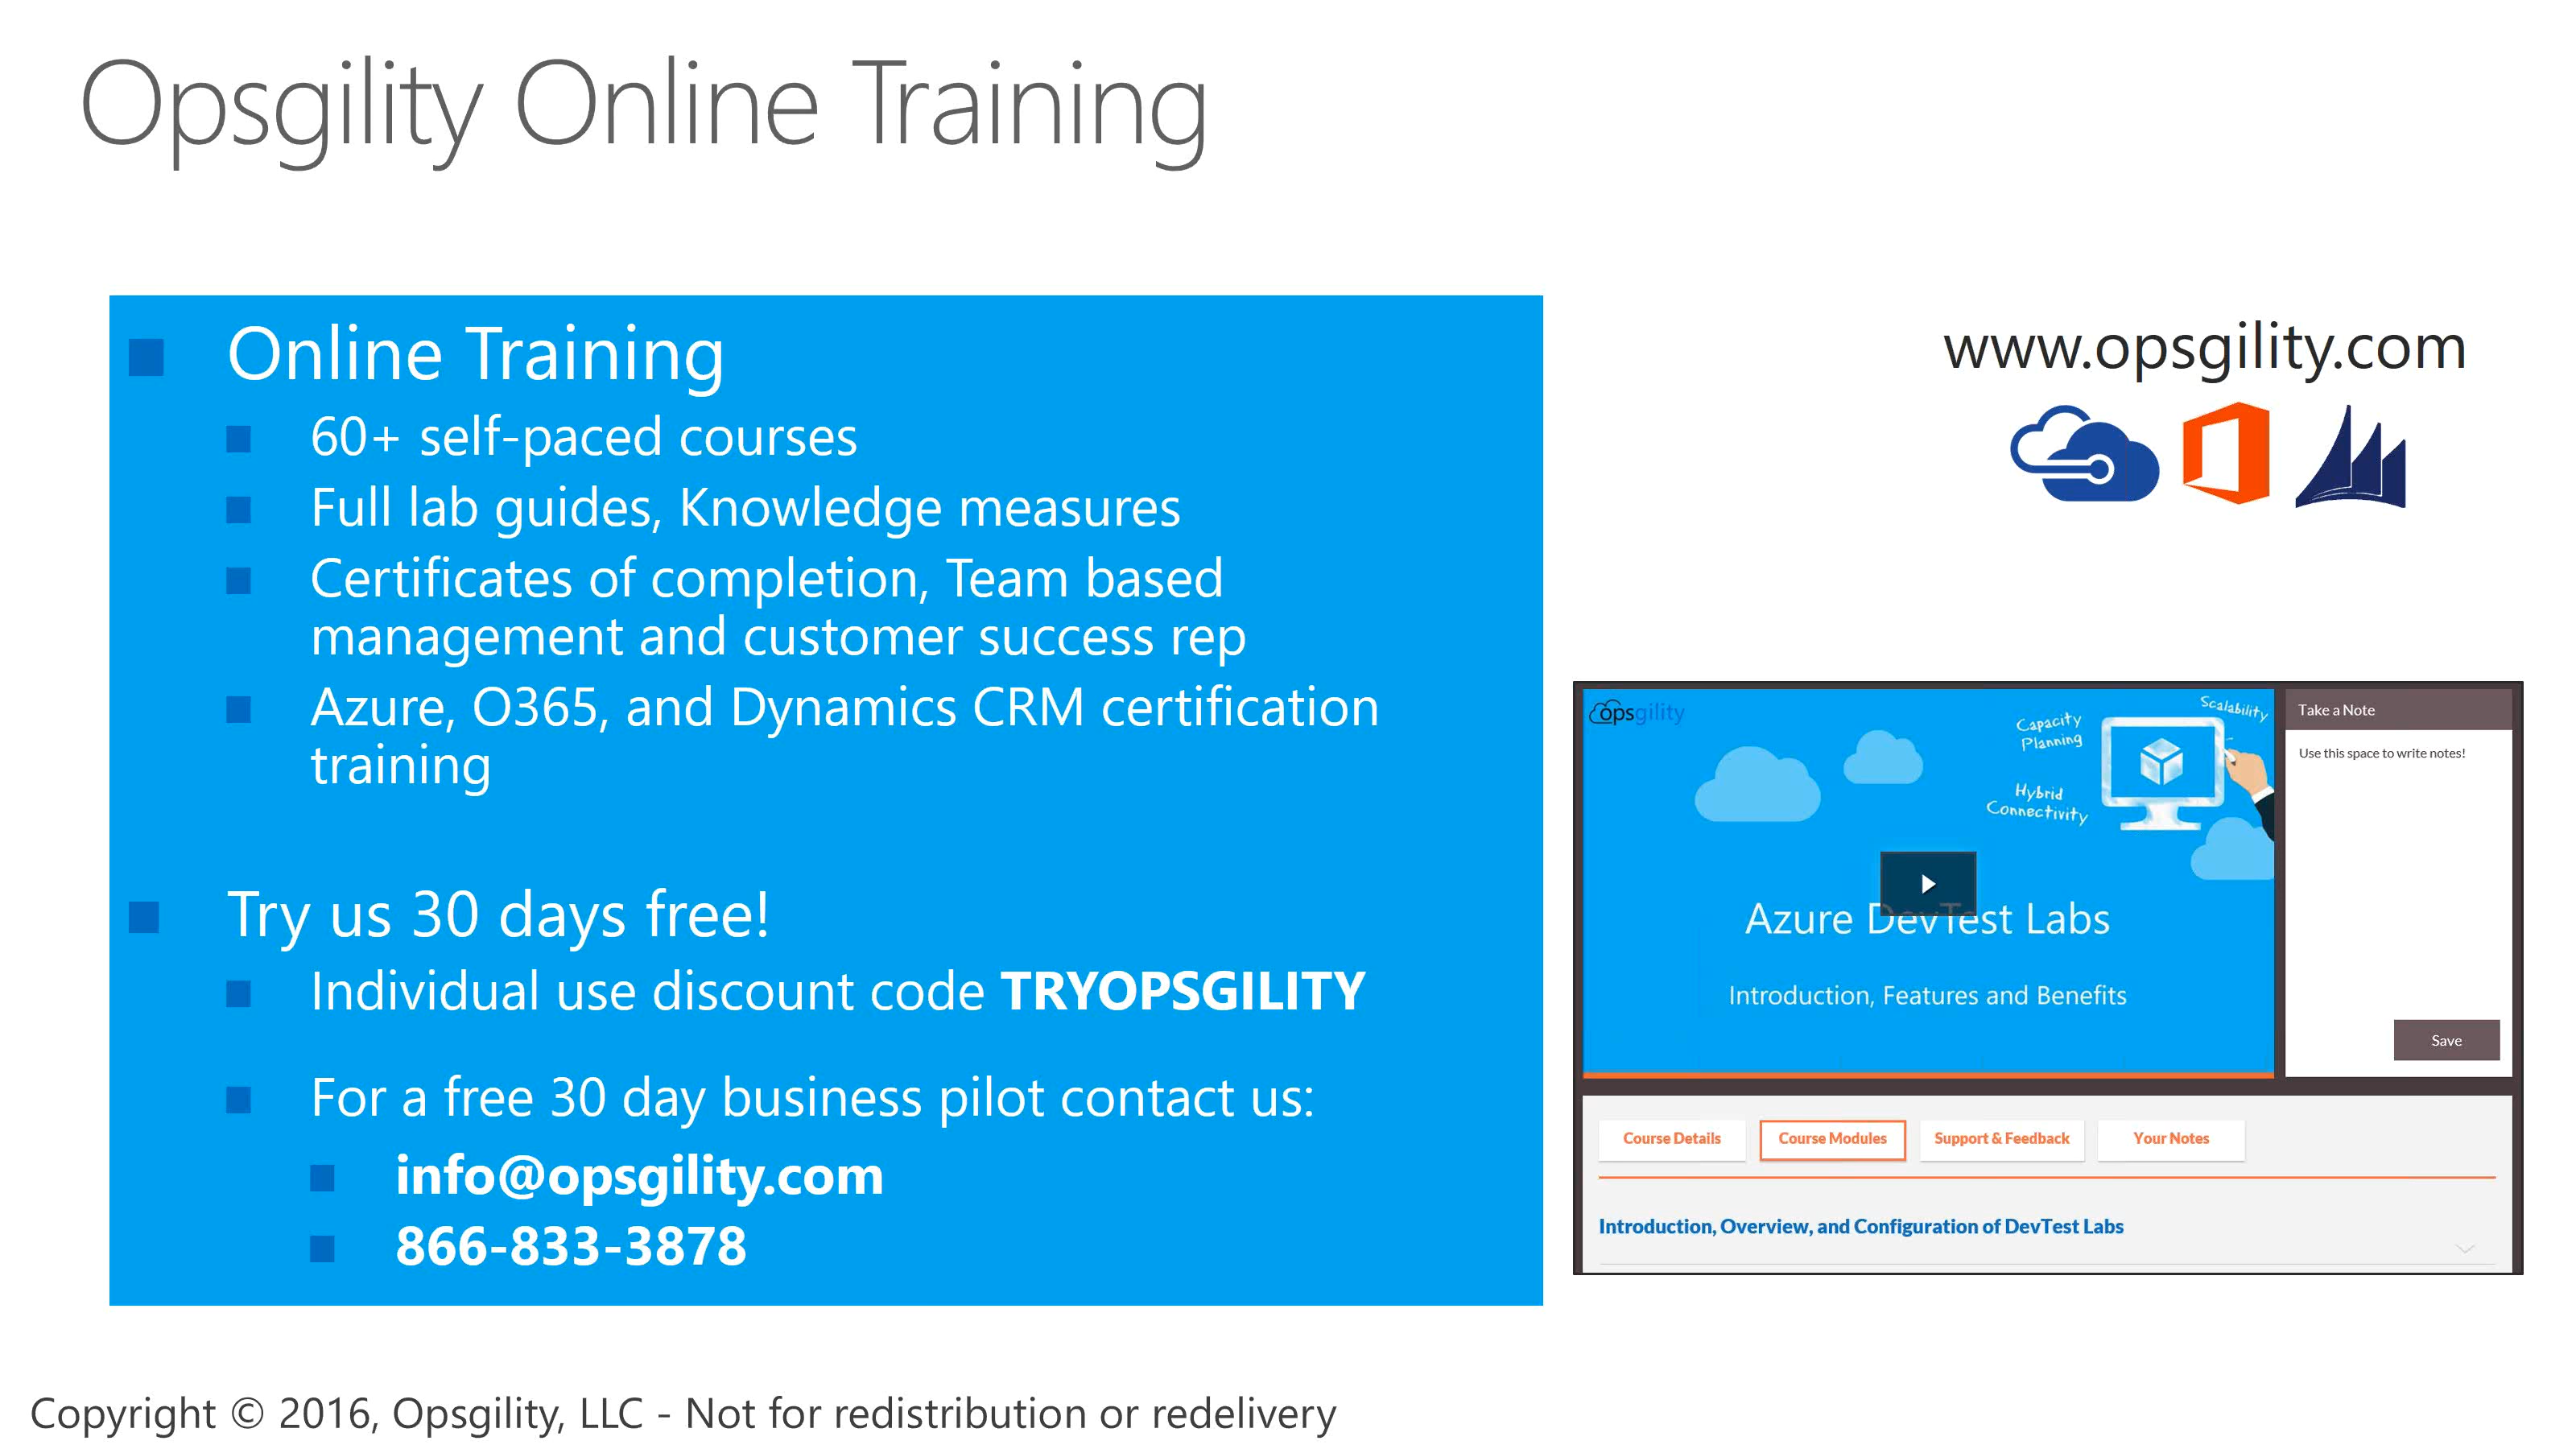 Opsgility Online Training
Online Training
60+ self-paced courses
Full lab guides, Knowledge measures
Certificates of completion, Team based
management and customer success rep
Azure, O365, and Dynamics CRM certification
training
Try us 30 days free!
Individual use discount code TRYOPSGILITY
For a free 30 day business pilot contact us:
info@opsgility.com
866-833-3878
www.opsgility.com
opsgility
Scalability
Capacity
Planning
Hybrid
Connectivity
Azure DevTest Labs
Introduction, Features and Benefits
Take a Note
Use this space to write notes!
Save
Course Details
Course Modules
Support & Feedback
Your Notes
Introduction, Overview, and Configuration of DevTest Labs
Copyright © 2016, Opsgility, LLC - Not for redistribution or redelivery